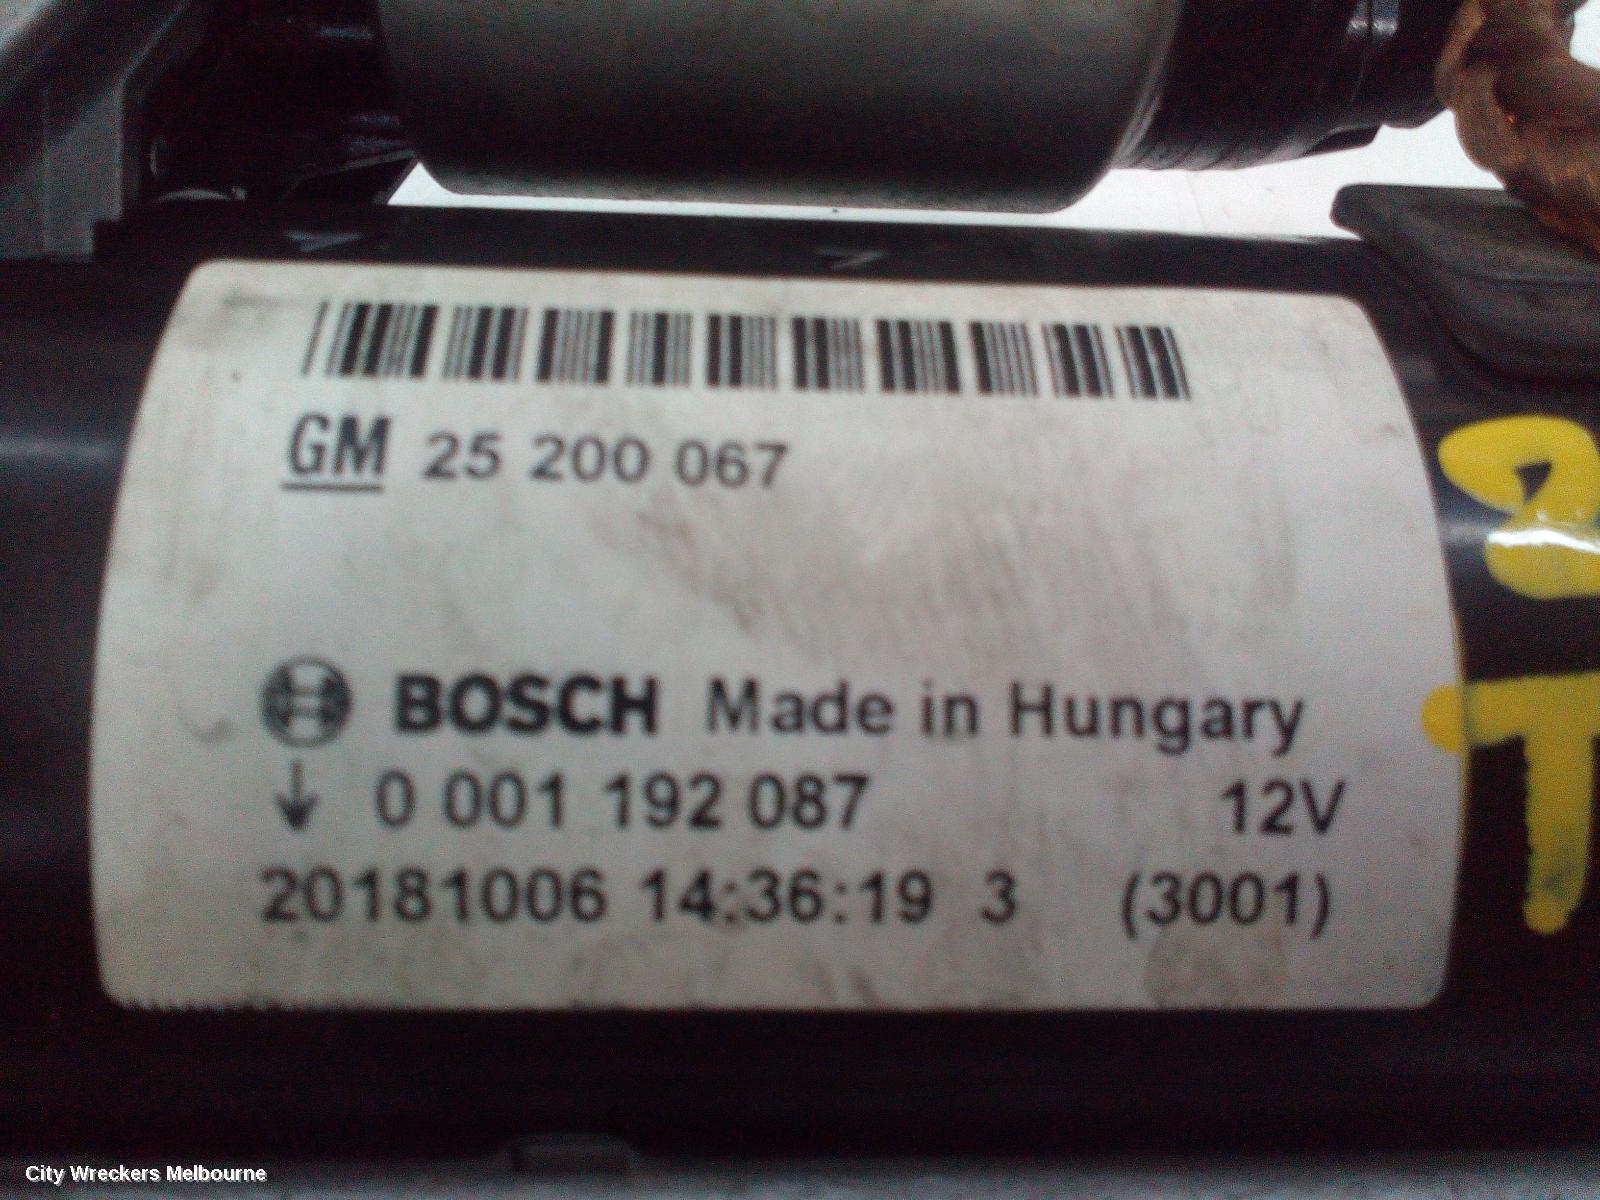 GM 25 200 067
BOSCH Made in Hungary
↓ 0 001 192 087 12V
20181006 14:36:19 3 (3001)
City Wreckers Melbourne